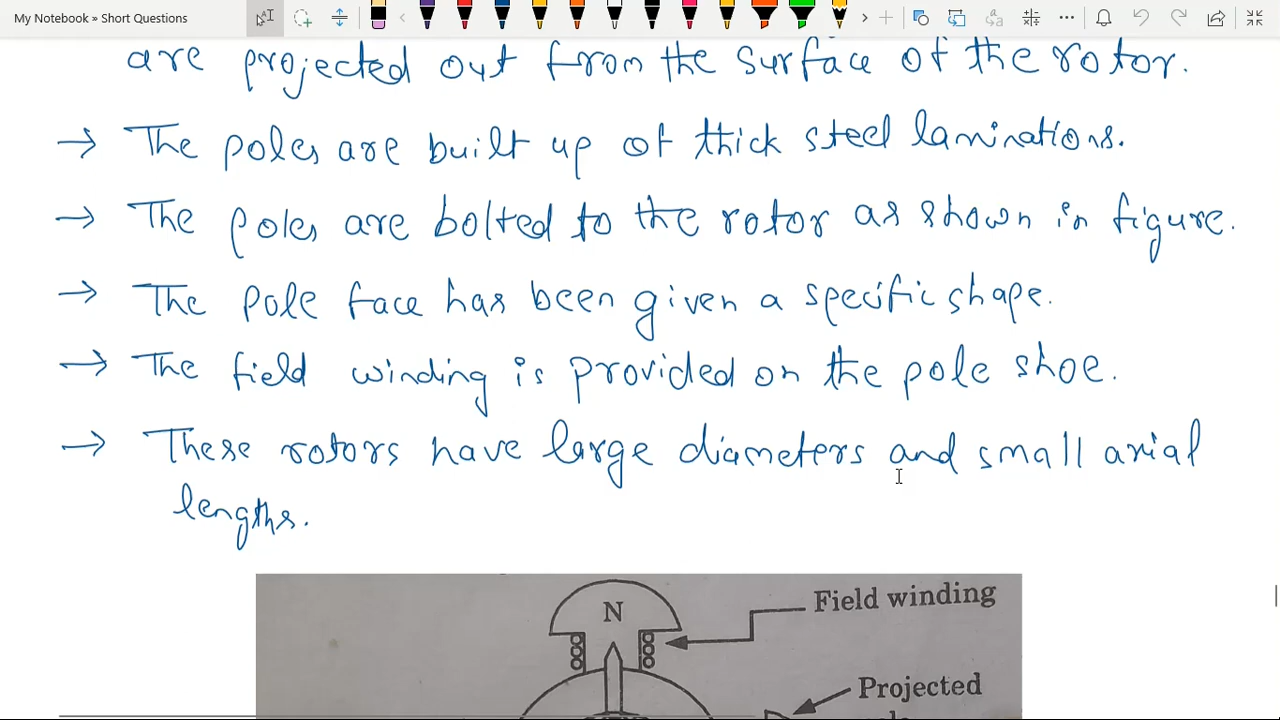 My Notebook » Short Questions
are projected out from the surface of the rotor.
→ The poles are built up of thick steel laminations.
→ The poles are bolted to the rotor as shown in figure.
→ The pole face has been given a specific shape.
→ The field winding is provided on the pole shoe.
→ These rotors have large diameters and small axial
lengths.
Field winding
N
Projected